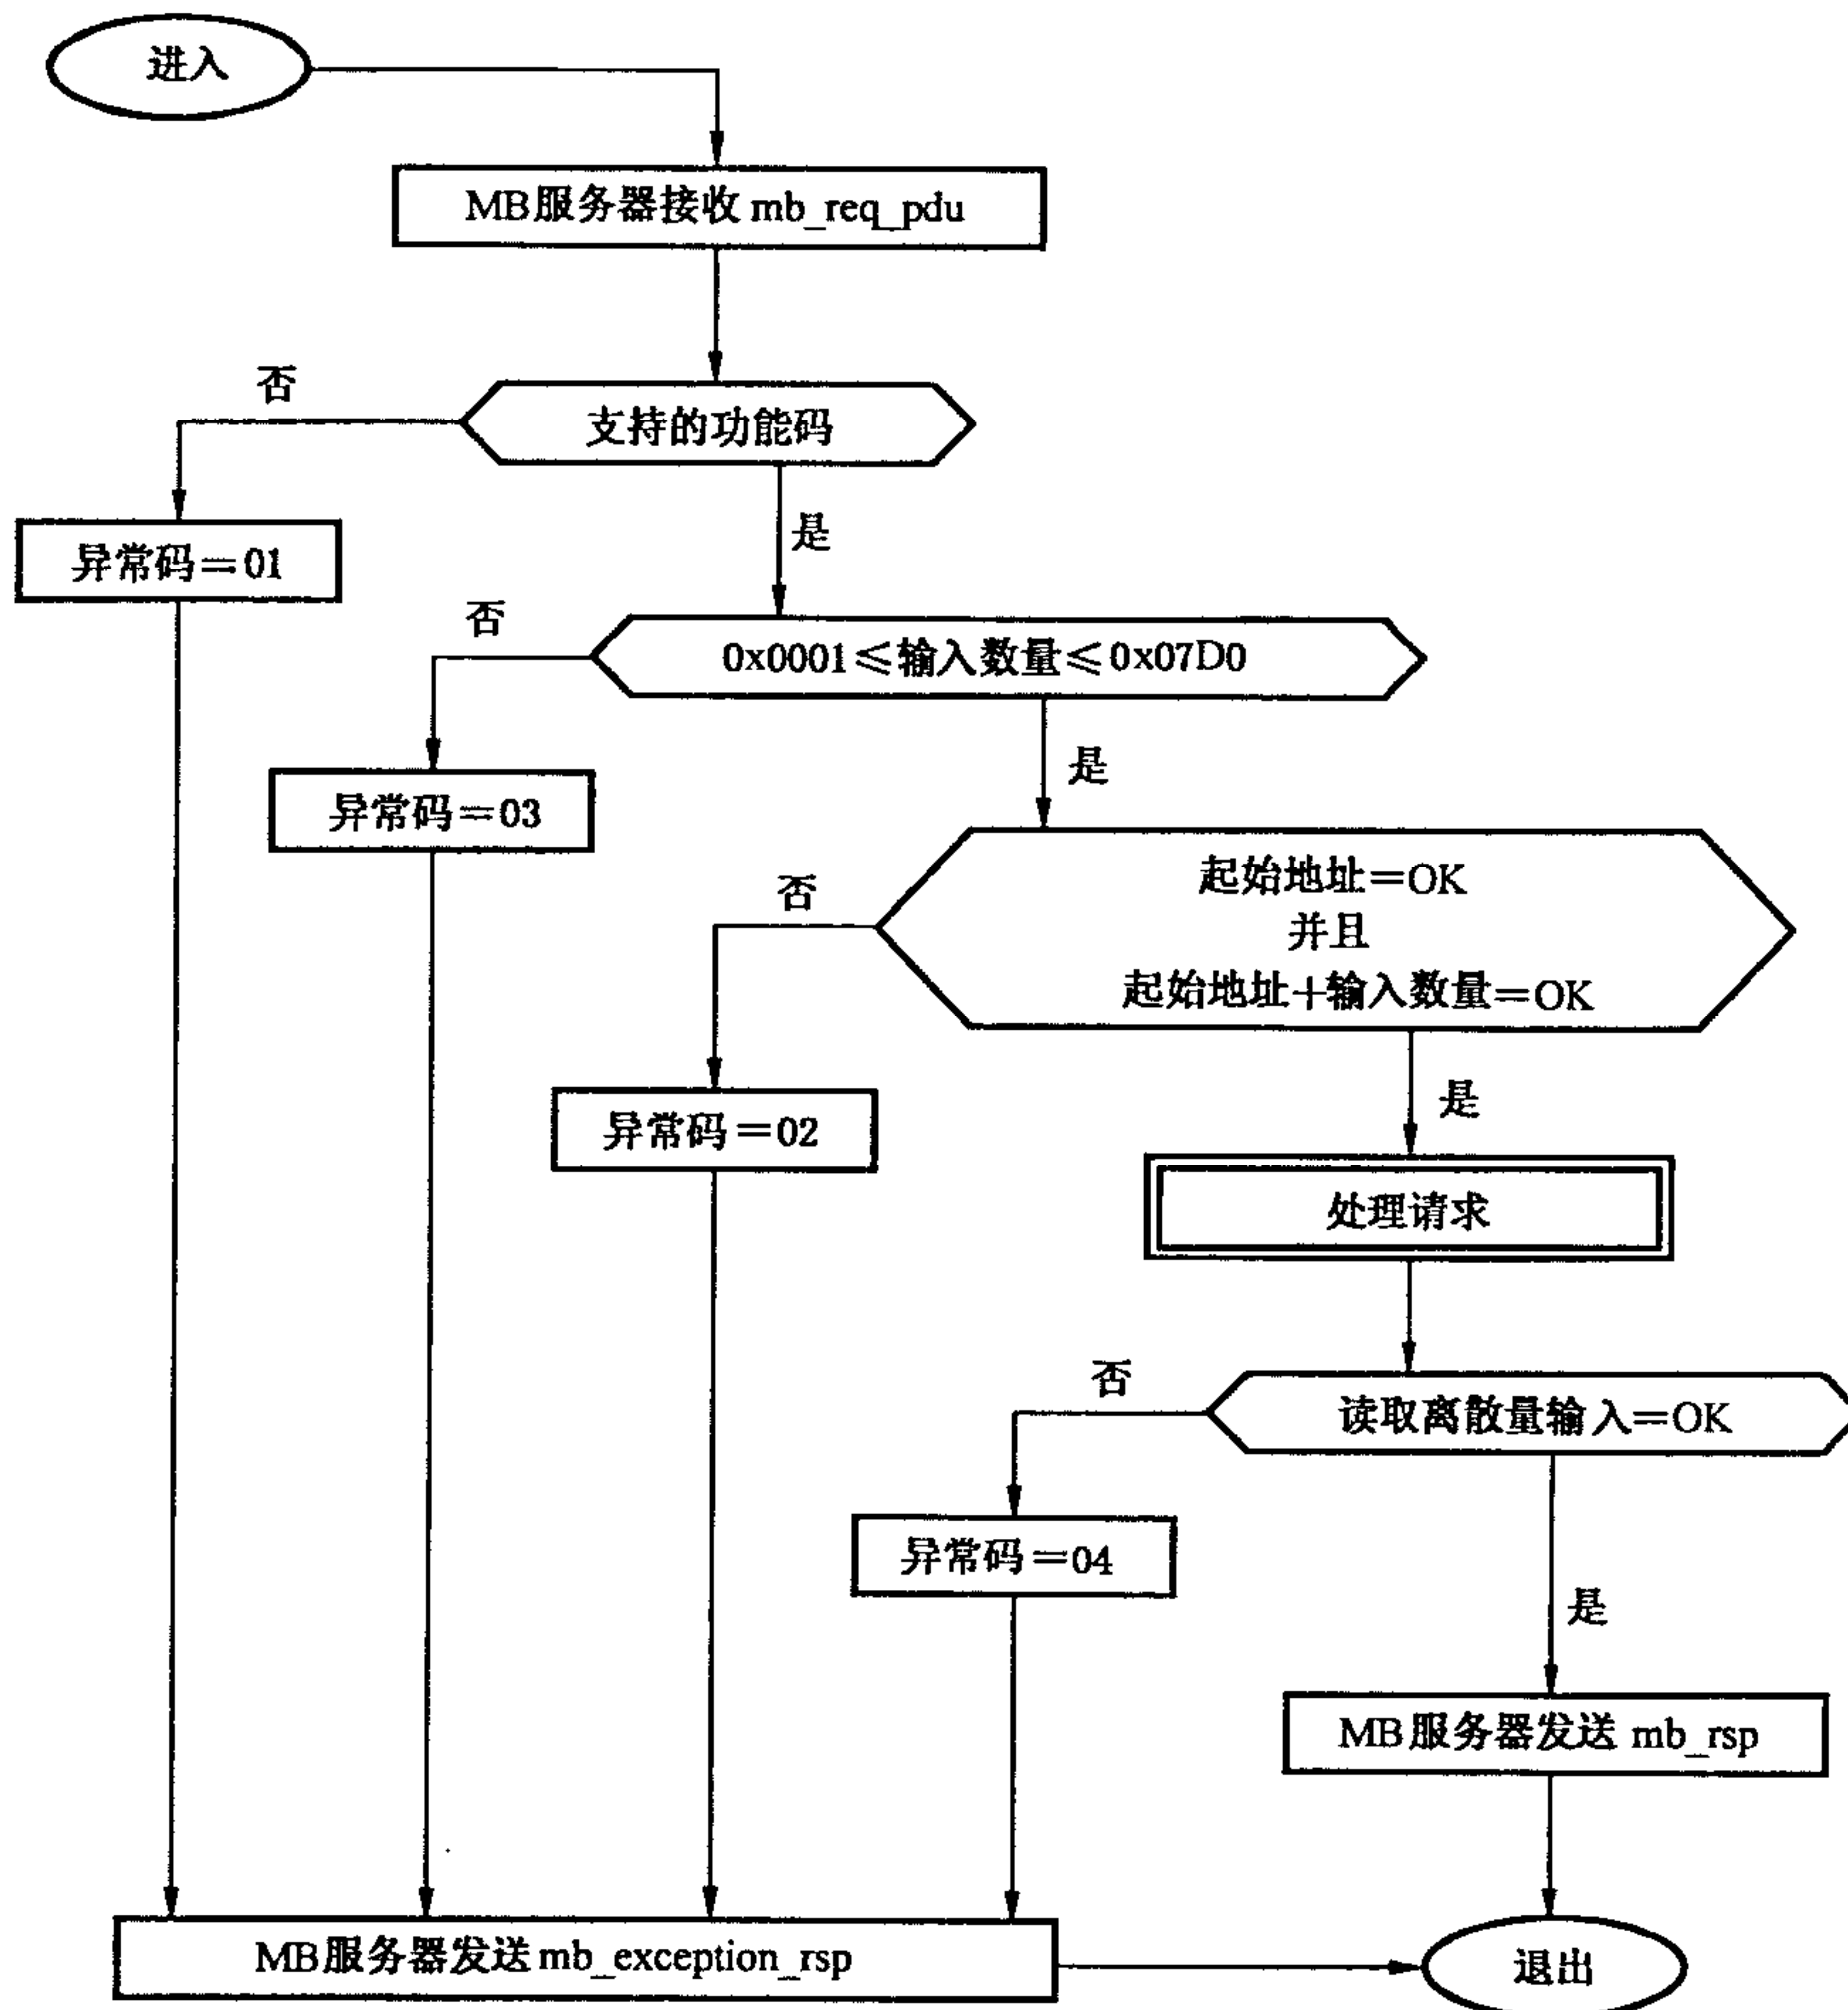 进入
MB服务器接收 mb_req_pdu
否
支持的功能码
是
异常码=01
否
0x0001≤输入数量≤0x07D0
是
异常码=03
否
起始地址=OK
并且
起始地址+输入数量=OK
异常码=02
是
处理请求
否
读取离散量输入=OK
异常码=04
是
MB服务器发送 mb_rsp
MB服务器发送 mb_exception_rsp
退出